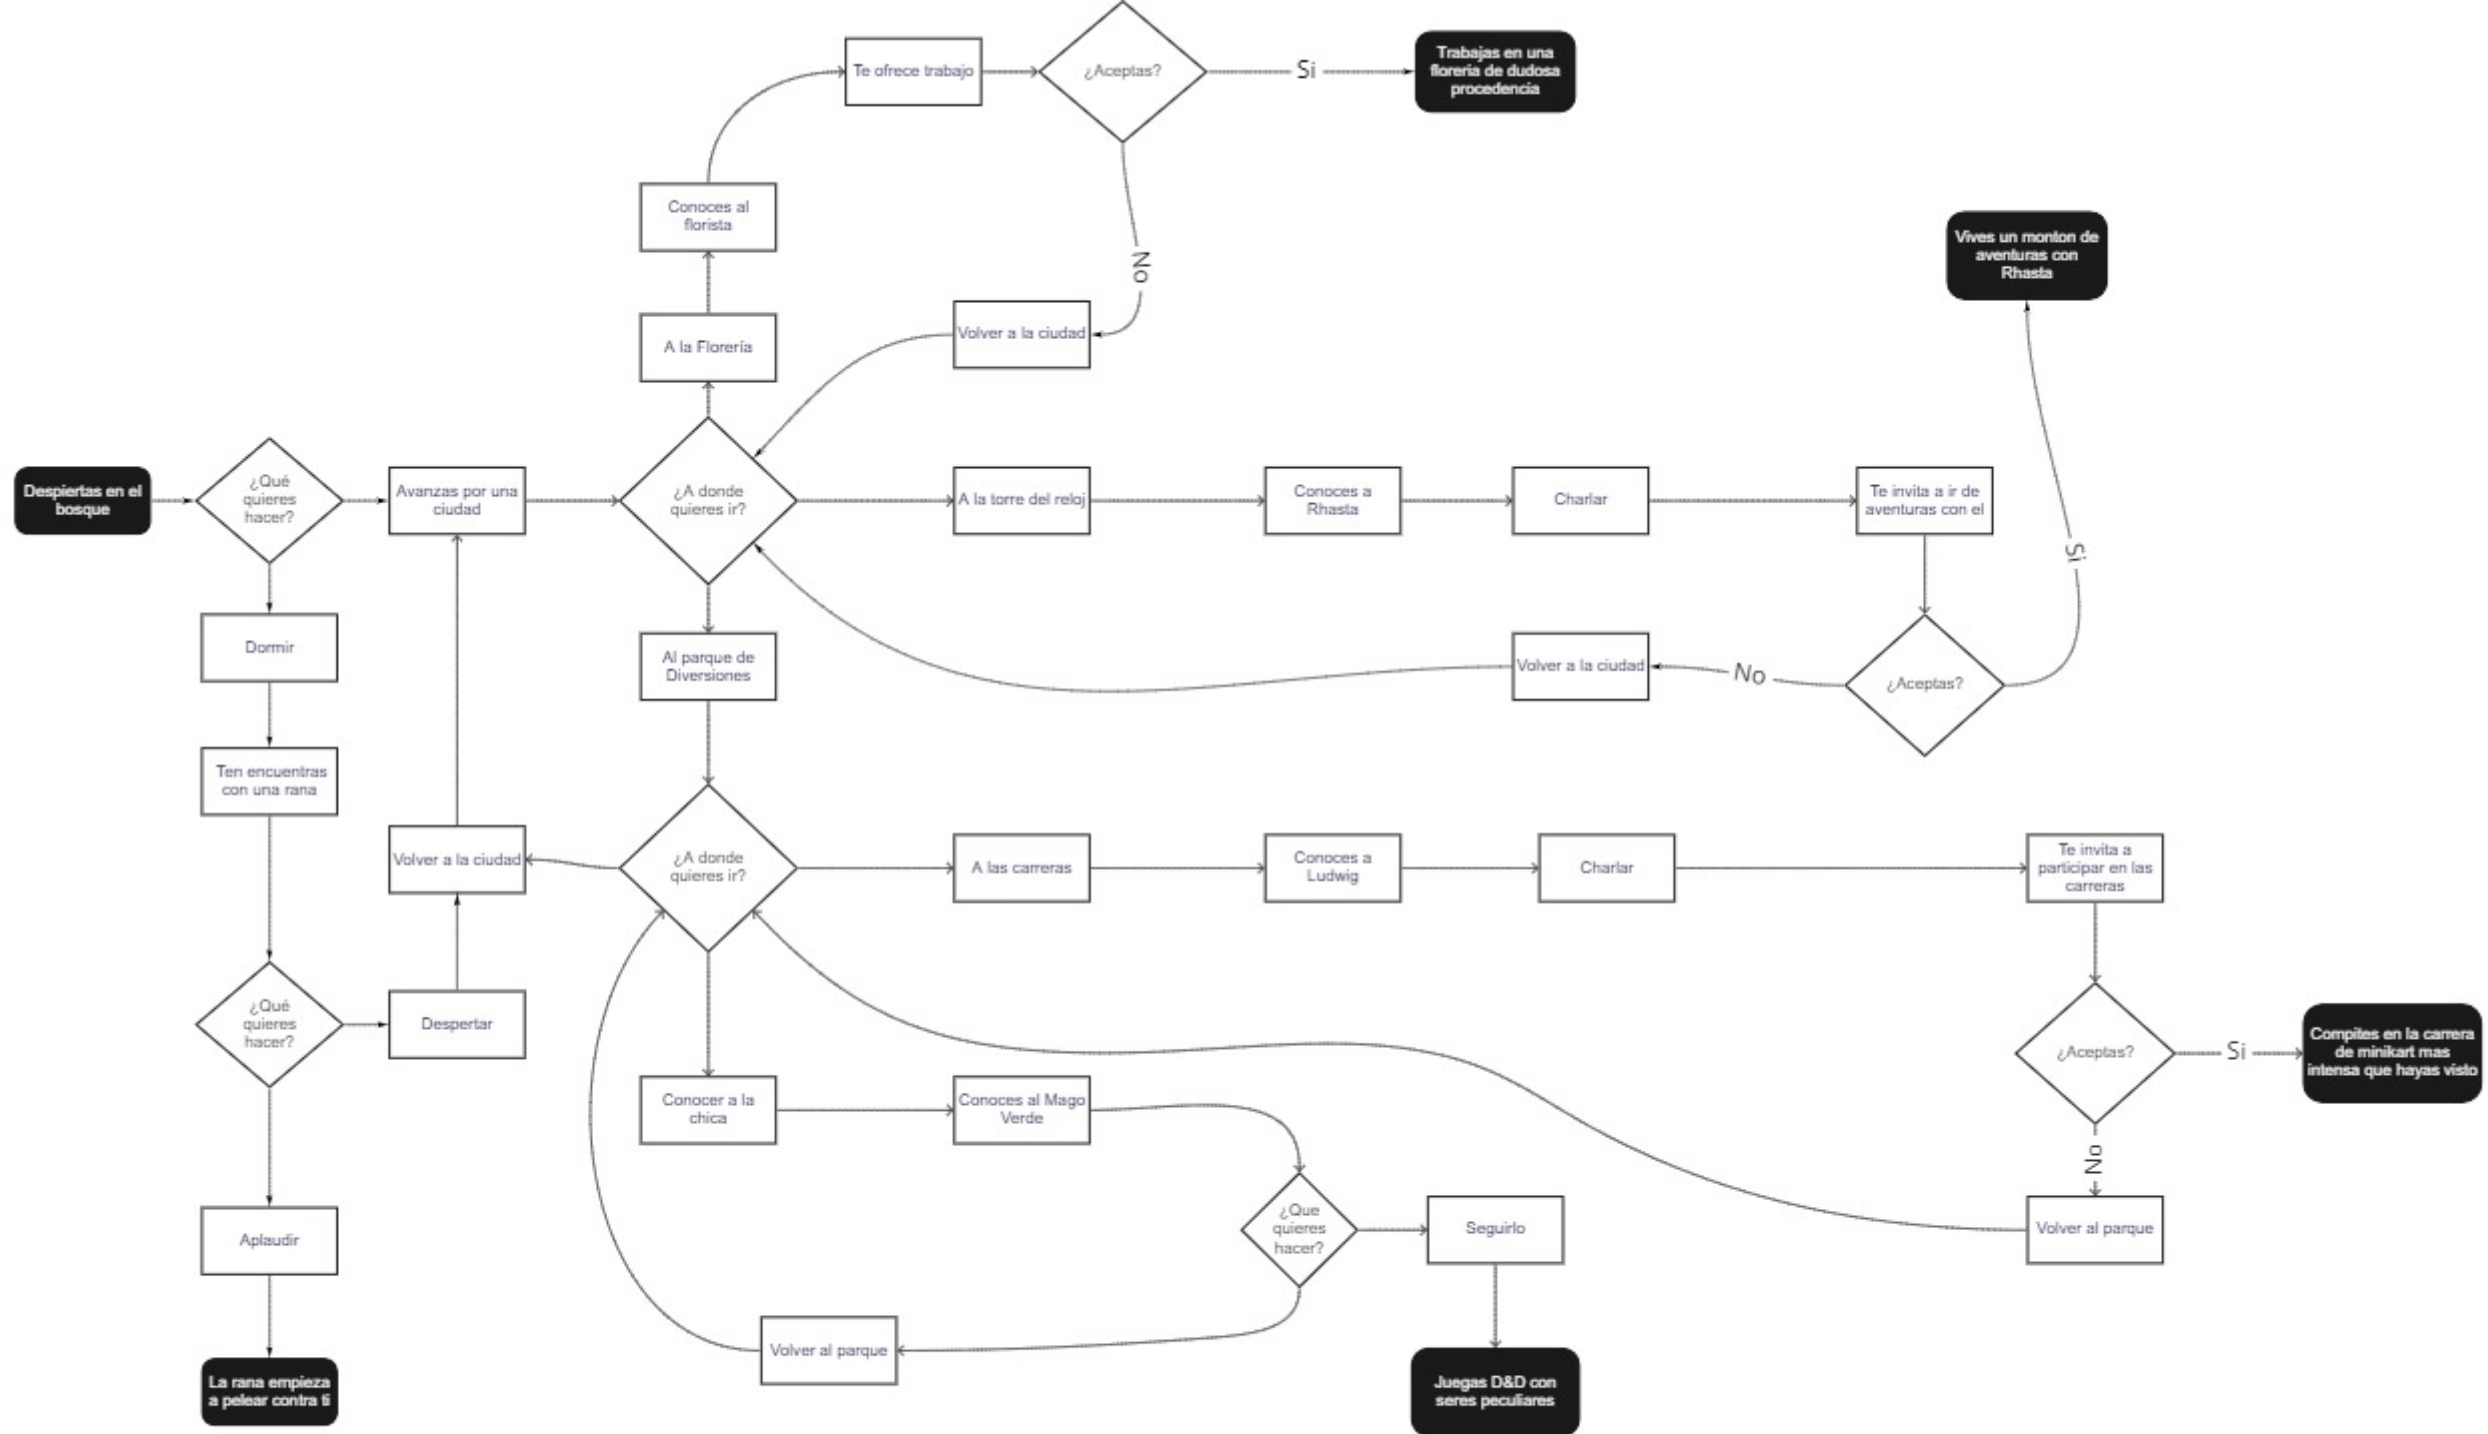 Te ofrece trabajo
¿Aceptas?
Si
Trabajas en una
floreria de dudosa
procedencia
Conoces al
florista
No
Vives un monton de
aventuras con
Rhasta
A la Florería
Volver a la ciudad
Despiertas en el
bosque
¿Qué
quieres
hacer?
Avanzas por una
ciudad
¿A donde
quieres ir?
A la torre del reloj
Conoces a
Rhasta
Charlar
Te invita a ir de
aventuras con el
Si
Dormir
Al parque de
Diversiones
Volver a la ciudad
No
¿Aceptas?
Ten encuentras
con una rana
Volver a la ciudad
¿A donde
quieres ir?
A las carreras
Conoces a
Ludwig
Charlar
Te invita a
participar en las
carreras
¿Qué
quieres
hacer?
Despertar
¿Aceptas?
Si
Compites en la carrera
de minikart mas
intensa que hayas visto
Conocer a la
chica
Conoces al Mago
Verde
No
Aplaudir
¿Que
quieres
hacer?
Seguirlo
Volver al parque
Volver al parque
La rana empieza
a pelear contra ti
Juegas D&D con
seres peculiares